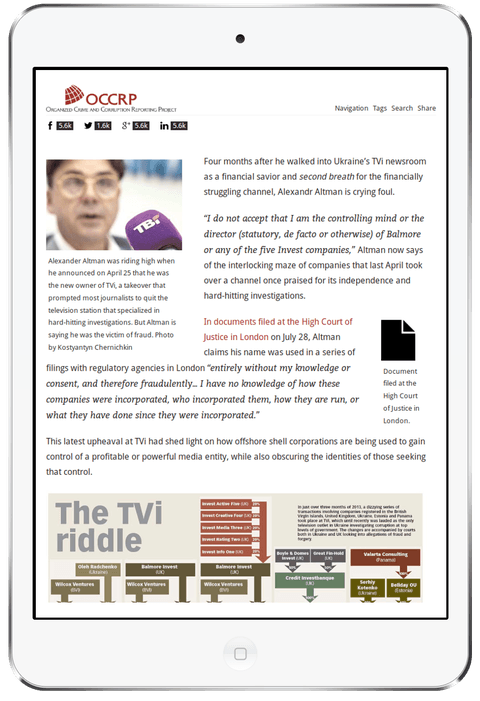 OCCRP
ORGANIZED CRIME AND CORRUPTION REPORTING PROJECT
Navigation Tags Search Share
5.6k 1.6k 5.6k 5.6k
Four months after he walked into Ukraine's TVi newsroom
as a financial savior and second breath for the financially
struggling channel, Alexandr Altman is crying foul.
TBi
"I do not accept that I am the controlling mind or the
director (statutory, de facto or otherwise) of Balmore
or any of the five Invest companies," Altman now says
of the interlocking maze of companies that last April took
over a channel once praised for its independence and
hard-hitting investigations.
Alexander Altman was riding high when
he announced on April 25 that he was
the new owner of TVi, a takeover that
prompted most journalists to quit the
television station that specialized in
hard-hitting investigations. But Altman is
saying he was the victim of fraud. Photo
by Kostyantyn Chernichkin
In documents filed at the High Court of
Justice in London on July 28, Altman
claims his name was used in a series of
filings with regulatory agencies in London "entirely without my knowledge or
consent, and therefore fraudulently... I have no knowledge of how these
companies were incorporated, who incorporated them, how they are run, or
what they have done since they were incorporated."
Document
filed at the
High Court
of Justice in
London.
This latest upheaval at TVi had shed light on how offshore shell corporations are being used to gain
control of a profitable or powerful media entity, while also obscuring the identities of those seeking
that control.
The TVi
riddle
Invest Active Five (UK) 20%
Invest Creative Four (UK) 20%
Invest Media Three (UK) 20%
Invest Rating Two (UK) 20%
Invest Info One (UK) 20%
In just over three months of 2013, a dizzying series of
transactions involving companies registered in the British
Virgin Islands, United Kingdom, Ukraine, Estonia and Panama
took place at TVi, which until recently was lauded as the only
television outlet in Ukraine investigating corruption at the
highest levels of government. The changes are accompanied by courts
both in Ukraine and UK looking into allegations of fraud and
forgery.
Oleh Radchenko
(Ukraine)
Balmore Invest
(UK)
Balmore Invest
(UK)
Boyle & Domus
Invest (UK)
Great Fin-Hold
(UK)
Valarte Consulting
(Panama)
Credit Investbanque
(UK)
Wilcox Ventures
(BVI)
Wilcox Ventures
(BVI)
Wilcox Ventures
(BVI)
Serhiy
Kotenko
(Ukraine)
Beliday OU
(Estonia